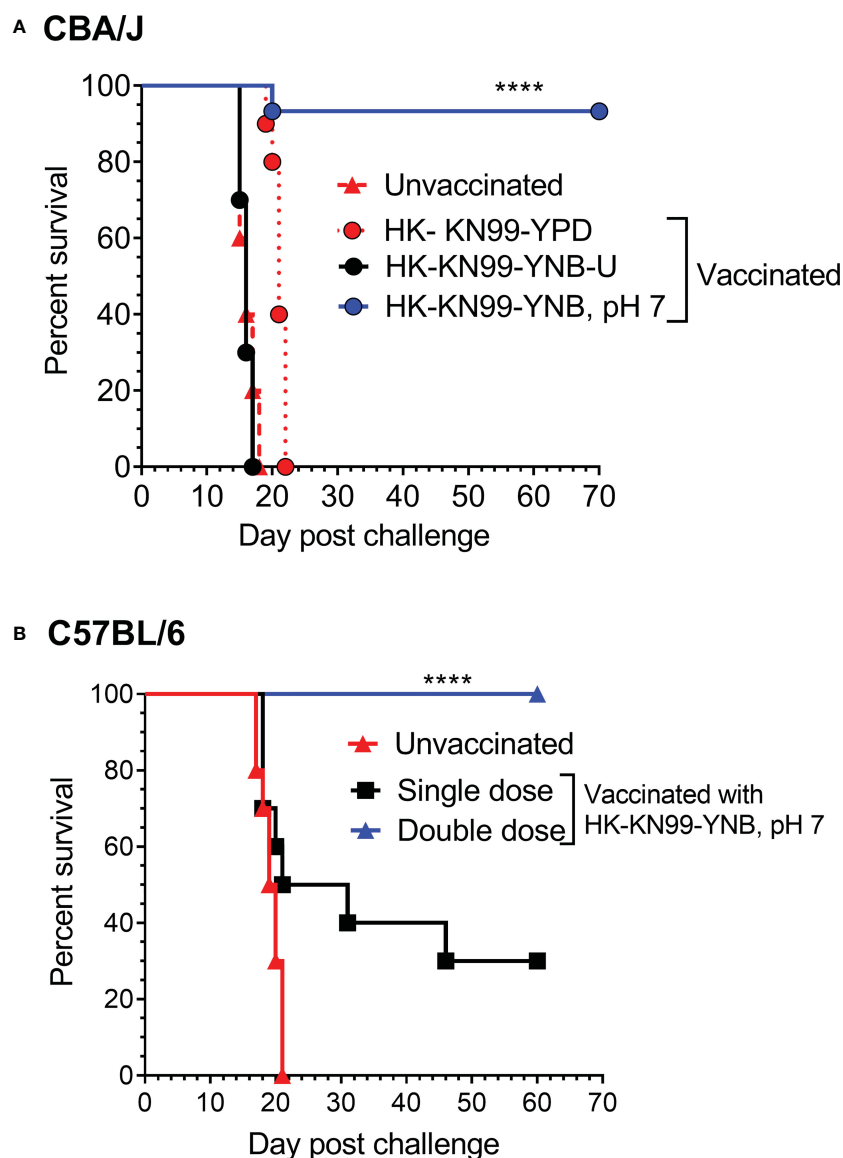 A CBA/J
****
100
80
60
40
20
0
Percent survival
Unvaccinated
HK- KN99-YPD
HK-KN99-YNB-U
HK-KN99-YNB, pH 7
Vaccinated
0 10 20 30 40 50 60 70
Day post challenge
B C57BL/6
****
100
80
60
40
20
0
Percent survival
Unvaccinated
Single dose
Double dose
Vaccinated with
HK-KN99-YNB, pH 7
0 10 20 30 40 50 60 70
Day post challenge